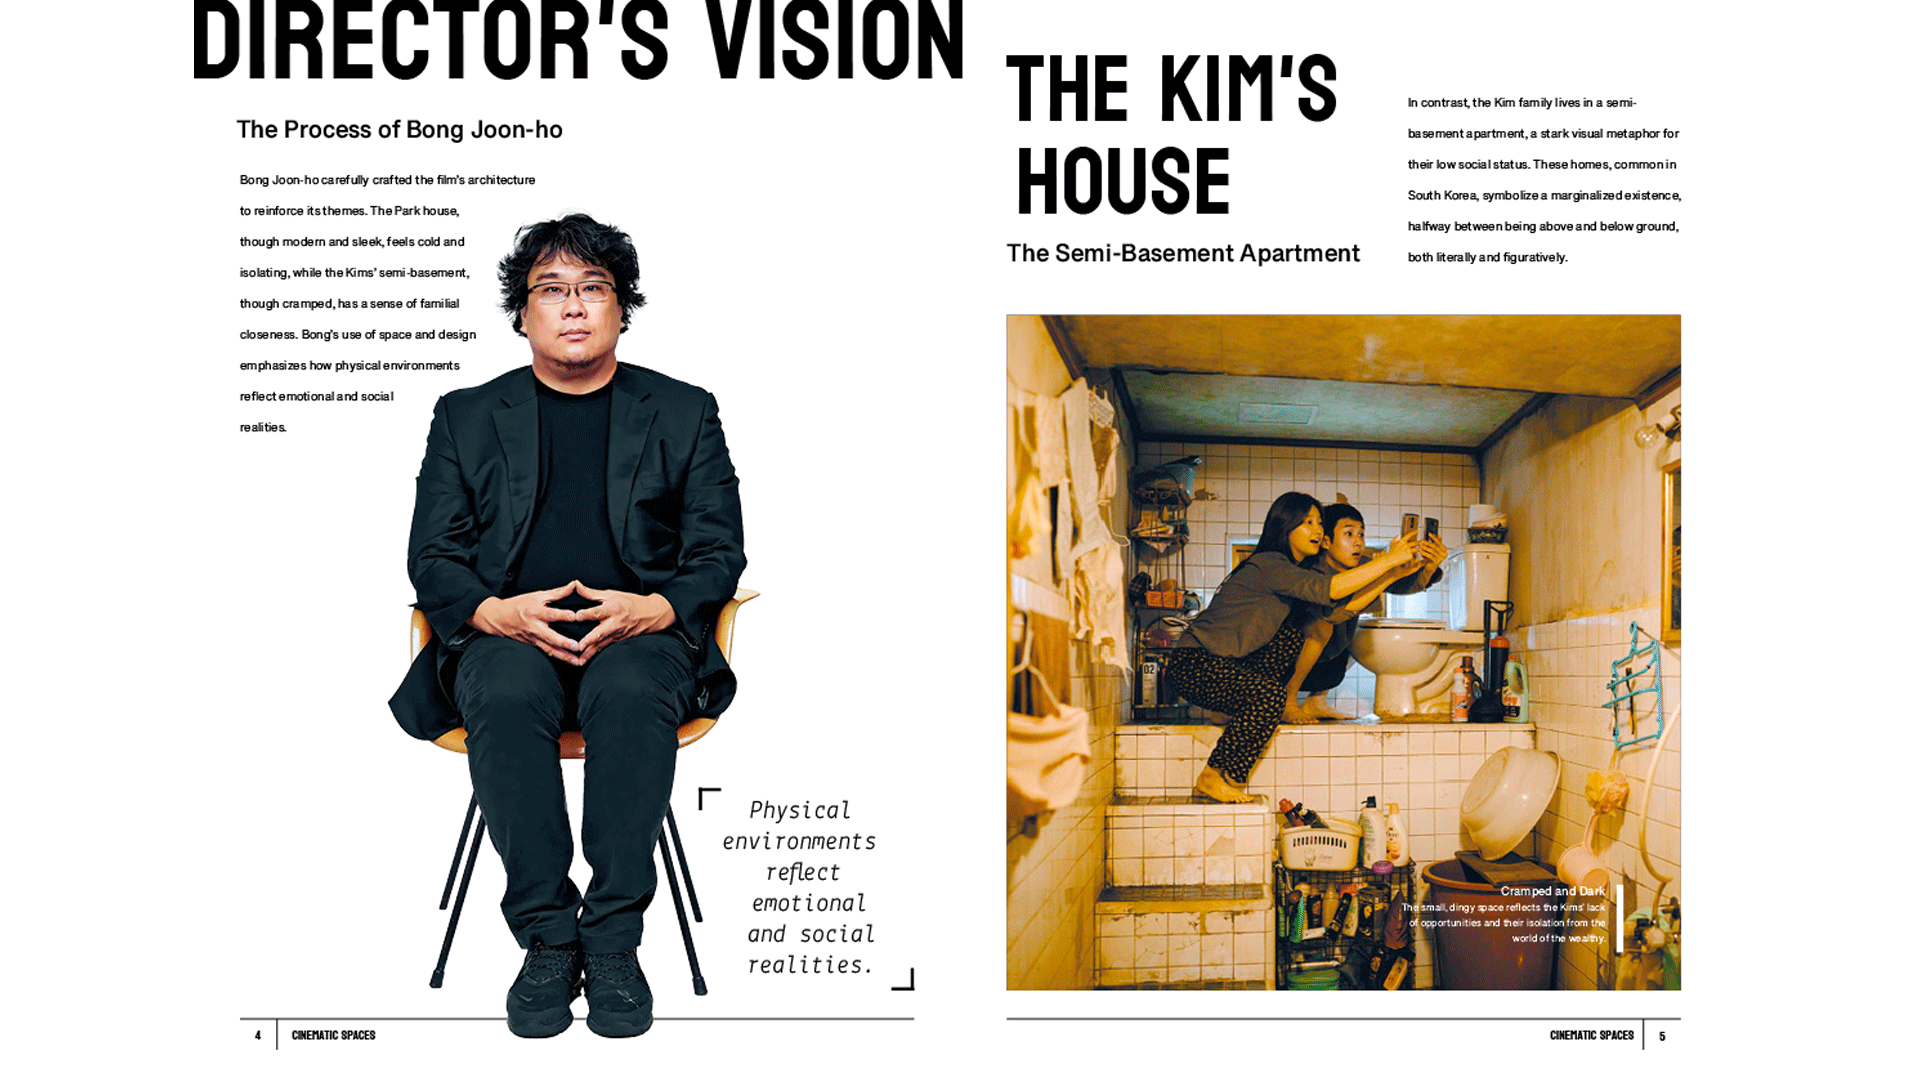 DIRECTOR'S VISION
The Process of Bong Joon-ho
Bong Joon-ho carefully crafted the film's architecture
to reinforce its themes. The Park house,
though modern and sleek, feels cold and
isolating, while the Kims' semi-basement,
though cramped, has a sense of familial
closeness. Bong's use of space and design
emphasizes how physical environments
reflect emotional and social
realities.
Physical
environments
reflect
emotional
and social
realities.
4 CINEMATIC SPACES
THE KIM'S
HOUSE
The Semi-Basement Apartment
In contrast, the Kim family lives in a semi-
basement apartment, a stark visual metaphor for
their low social status. These homes, common in
South Korea, symbolize a marginalized existence,
halfway between being above and below ground,
both literally and figuratively.
02
Cramped and Dark
The small, dingy space reflects the Kims' lack
of opportunities and their isolation from the
world of the wealthy.
CINEMATIC SPACES 5